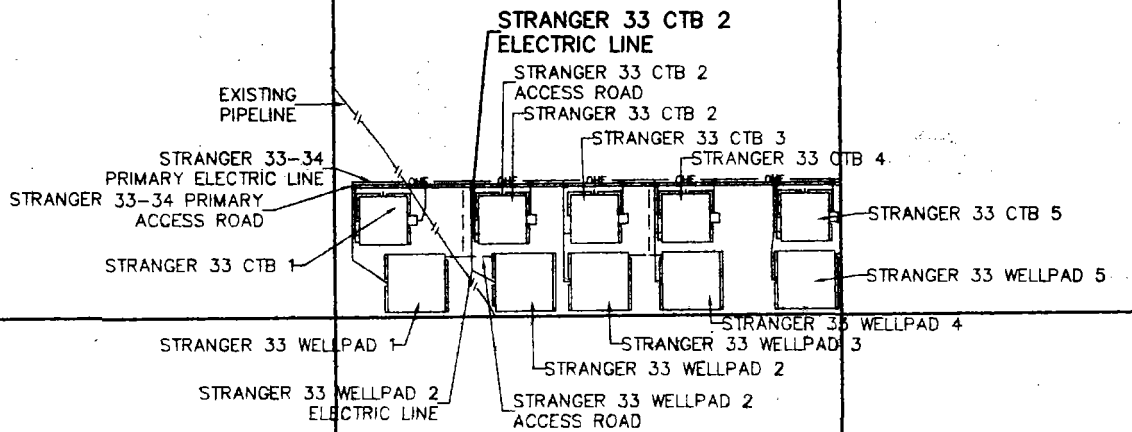 STRANGER 33 CTB 2
ELECTRIC LINE
STRANGER 33 CTB 2
ACCESS ROAD
EXISTING
PIPELINE
STRANGER 33 CTB 2
STRANGER 33 CTB 3
STRANGER 33-34
PRIMARY ELECTRIC LINE
STRANGER 33 CTB 4
OHE OHE OHE OHE
STRANGER 33-34 PRIMARY
ACCESS ROAD
STRANGER 33 CTB 5
STRANGER 33 CTB 1
STRANGER 33 WELLPAD 5
STRANGER 33 WELLPAD 4
STRANGER 33 WELLPAD 1
STRANGER 33 WELLPAD 3
STRANGER 33 WELLPAD 2
STRANGER 33 WELLPAD 2
ELECTRIC LINE
STRANGER 33 WELLPAD 2
ACCESS ROAD